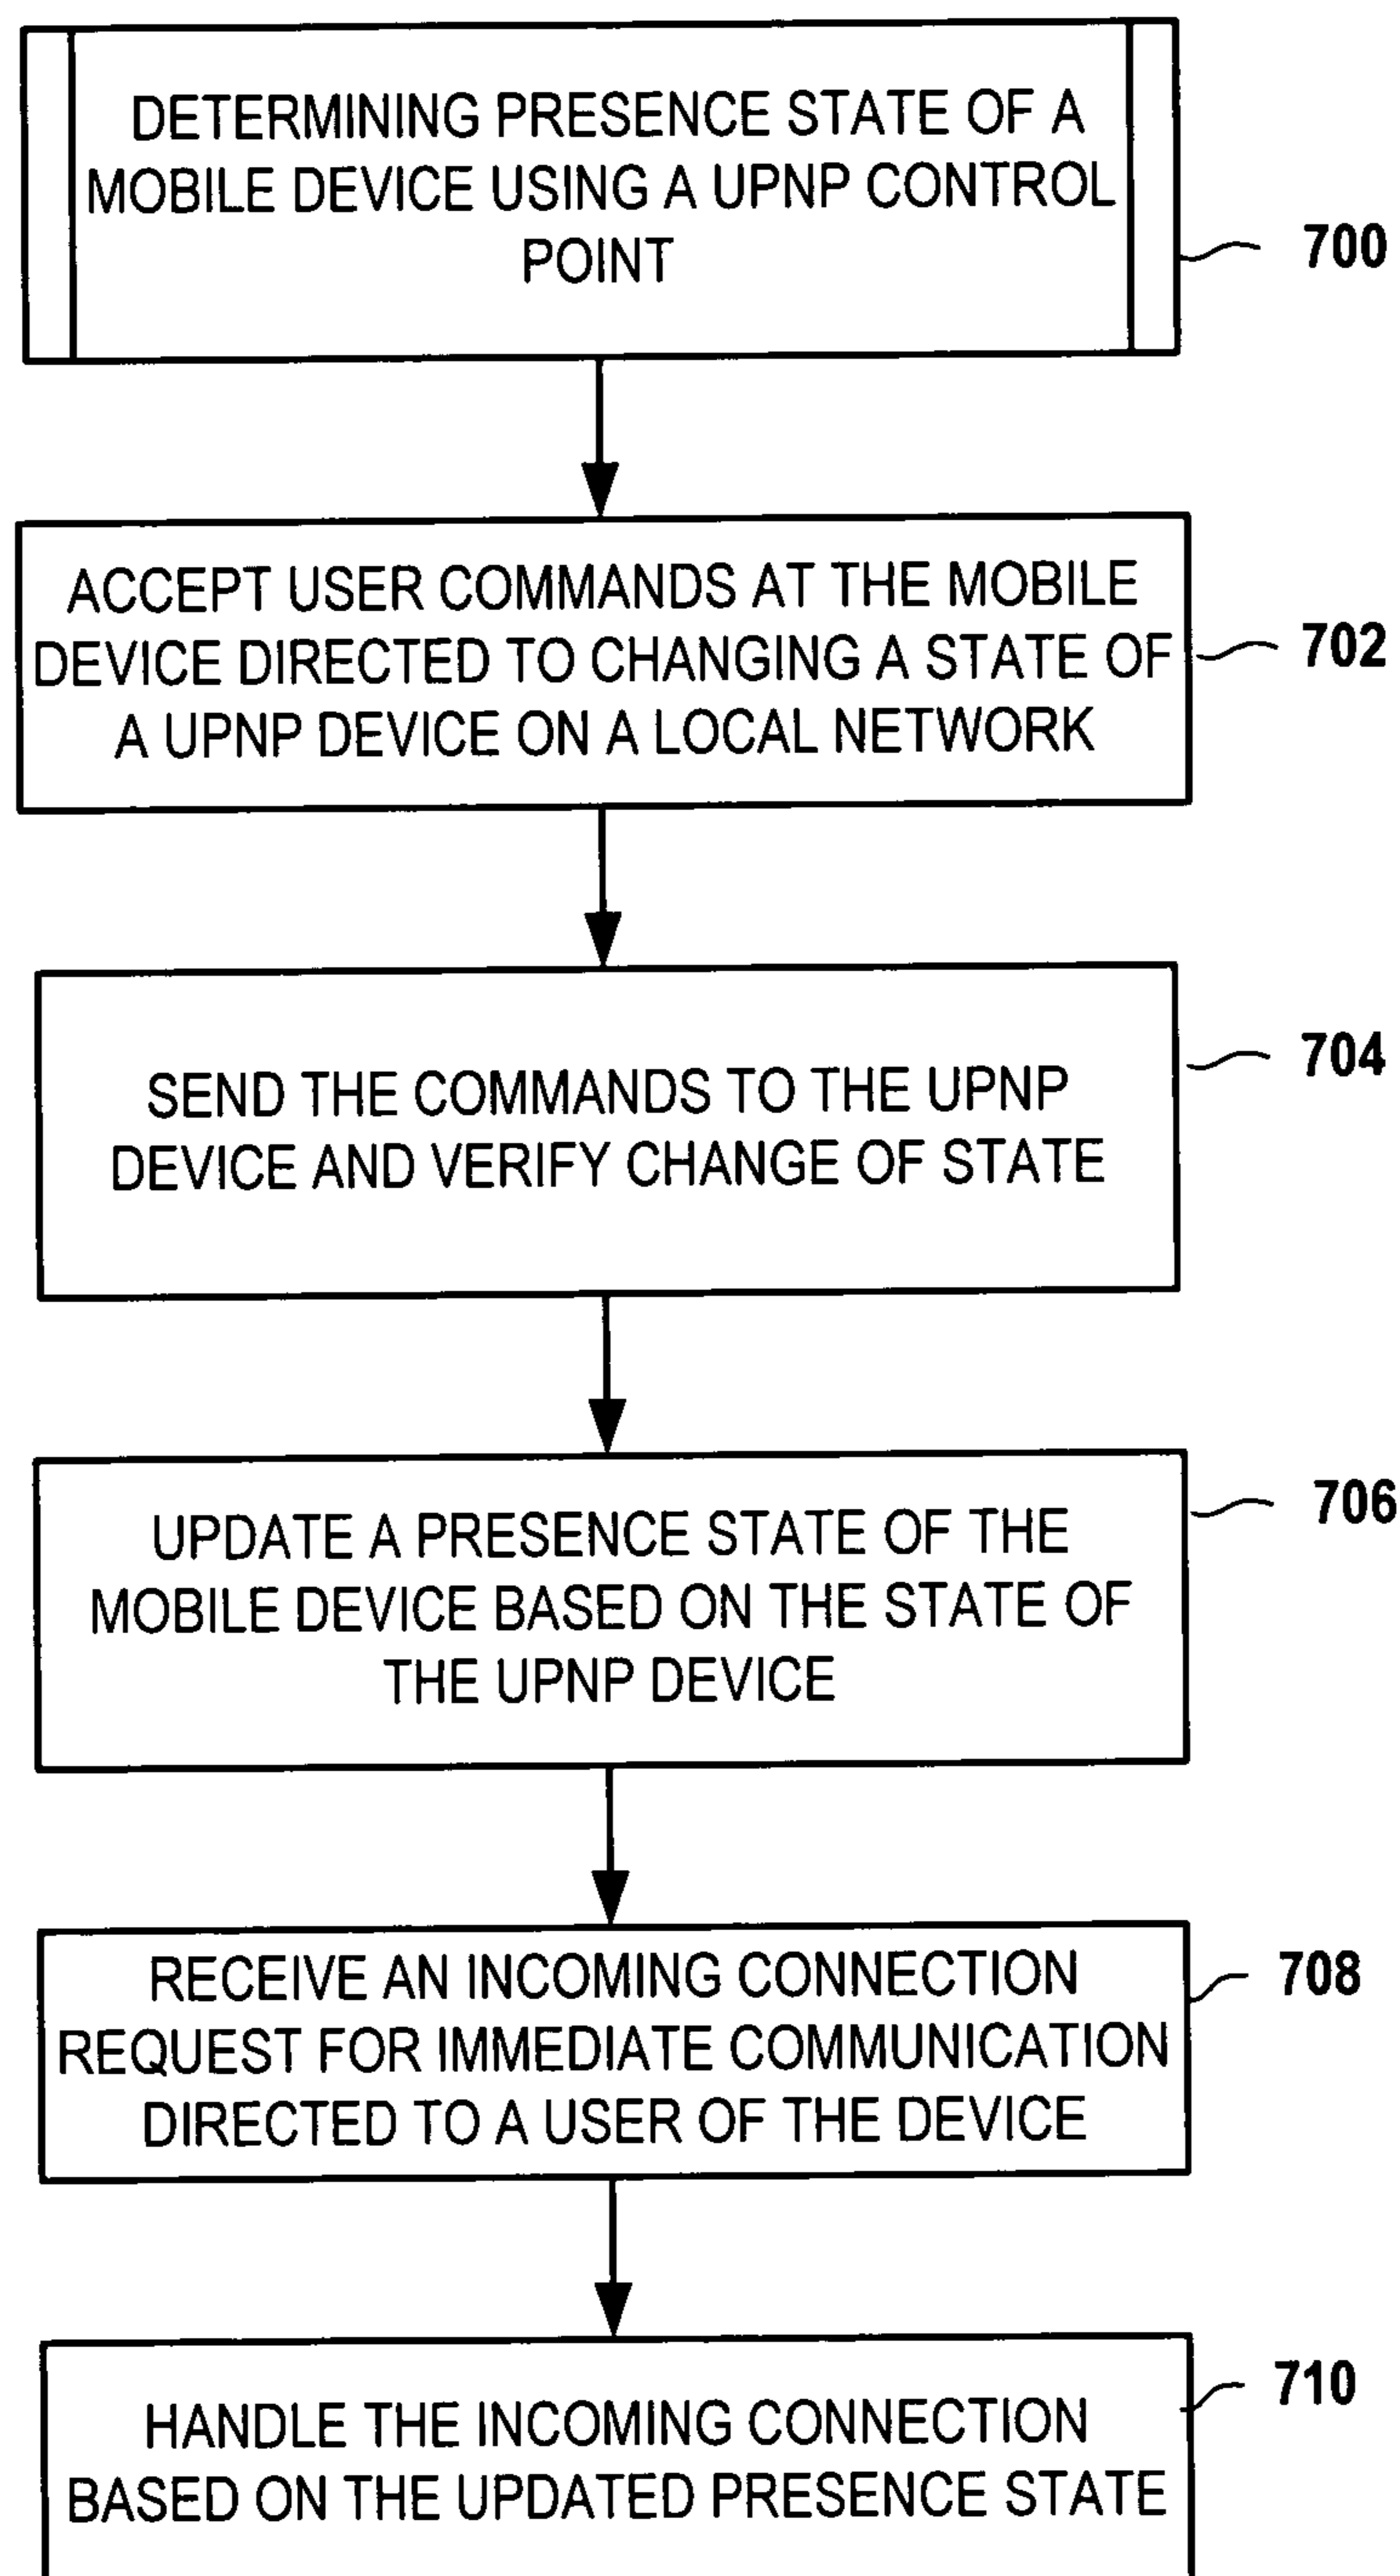 DETERMINING PRESENCE STATE OF A
MOBILE DEVICE USING A UPNP CONTROL
POINT
700
ACCEPT USER COMMANDS AT THE MOBILE
DEVICE DIRECTED TO CHANGING A STATE OF
A UPNP DEVICE ON A LOCAL NETWORK
702
SEND THE COMMANDS TO THE UPNP
DEVICE AND VERIFY CHANGE OF STATE
704
UPDATE A PRESENCE STATE OF THE
MOBILE DEVICE BASED ON THE STATE OF
THE UPNP DEVICE
706
RECEIVE AN INCOMING CONNECTION
REQUEST FOR IMMEDIATE COMMUNICATION
DIRECTED TO A USER OF THE DEVICE
708
HANDLE THE INCOMING CONNECTION
BASED ON THE UPDATED PRESENCE STATE
710